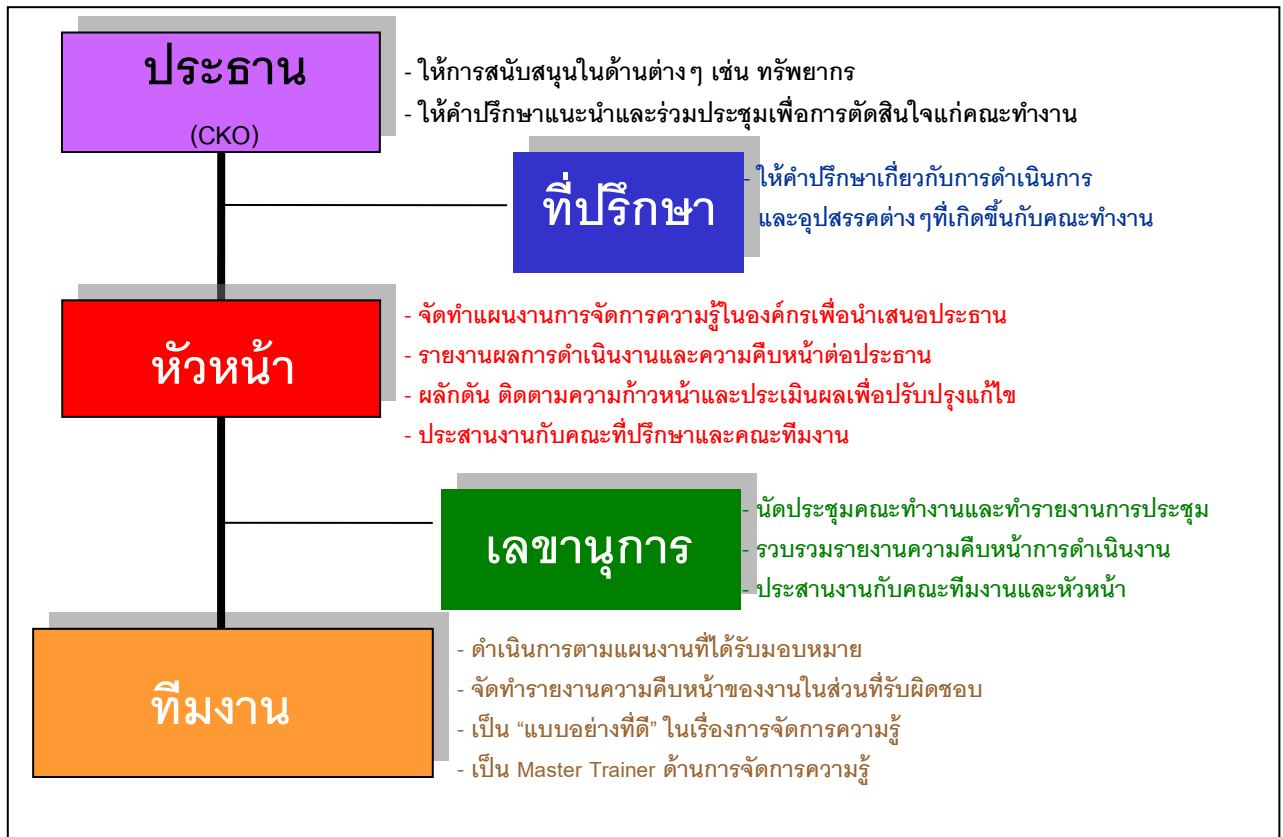 ประธาน
(CKO)
- ให้การสนับสนุนในด้านต่าง ๆ เช่น ทรัพยากร
- ให้คำปรึกษาแนะนำและร่วมประชุมเพื่อการตัดสินใจแก่คณะทำงาน
ที่ปรึกษา
- ให้คำปรึกษาเกี่ยวกับการดำเนินการ
และอุปสรรคต่าง ๆที่เกิดขึ้นกับคณะทำงาน
หัวหน้า
- จัดทำแผนงานการจัดการความรู้ในองค์กรเพื่อนำเสนอประธาน
- รายงานผลการดำเนินงานและความคืบหน้าต่อประธาน
- ผลักดัน ติดตามความก้าวหน้าและประเมินผลเพื่อปรับปรุงแก้ไข
- ประสานงานกับคณะที่ปรึกษาและคณะทีมงาน
เลขานุการ
- นัดประชุมคณะทำงานและทำรายงานการประชุม
- รวบรวมรายงานความคืบหน้าการดำเนินงาน
- ประสานงานกับคณะทีมงานและหัวหน้า
ทีมงาน
- ดำเนินการตามแผนงานที่ได้รับมอบหมาย
- จัดทำรายงานความคืบหน้าของงานในส่วนที่รับผิดชอบ
- เป็น “แบบอย่างที่ดี” ในเรื่องการจัดการความรู้
- เป็น Master Trainer ด้านการจัดการความรู้